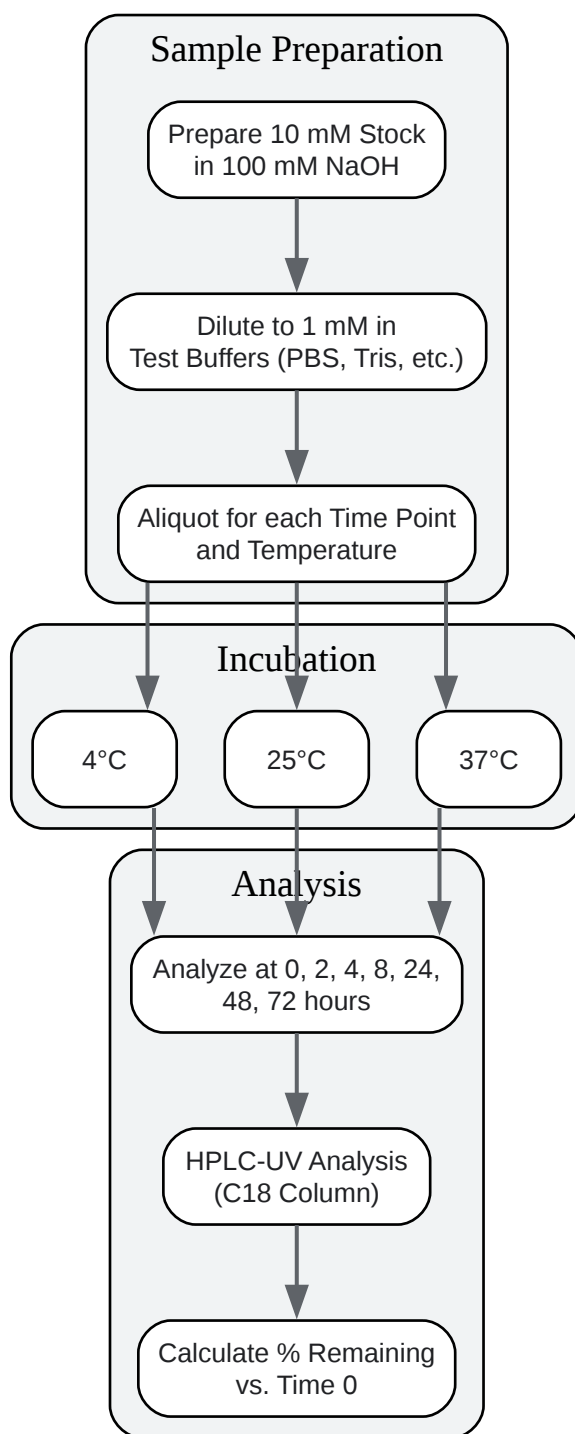 Sample Preparation
Prepare 10 mM Stock
in 100 mM NaOH
Dilute to 1 mM in
Test Buffers (PBS, Tris, etc.)
Aliquot for each Time Point
and Temperature
Incubation
4°C
25°C
37°C
Analysis
Analyze at 0, 2, 4, 8, 24,
48, 72 hours
HPLC-UV Analysis
(C18 Column)
Calculate % Remaining
vs. Time 0